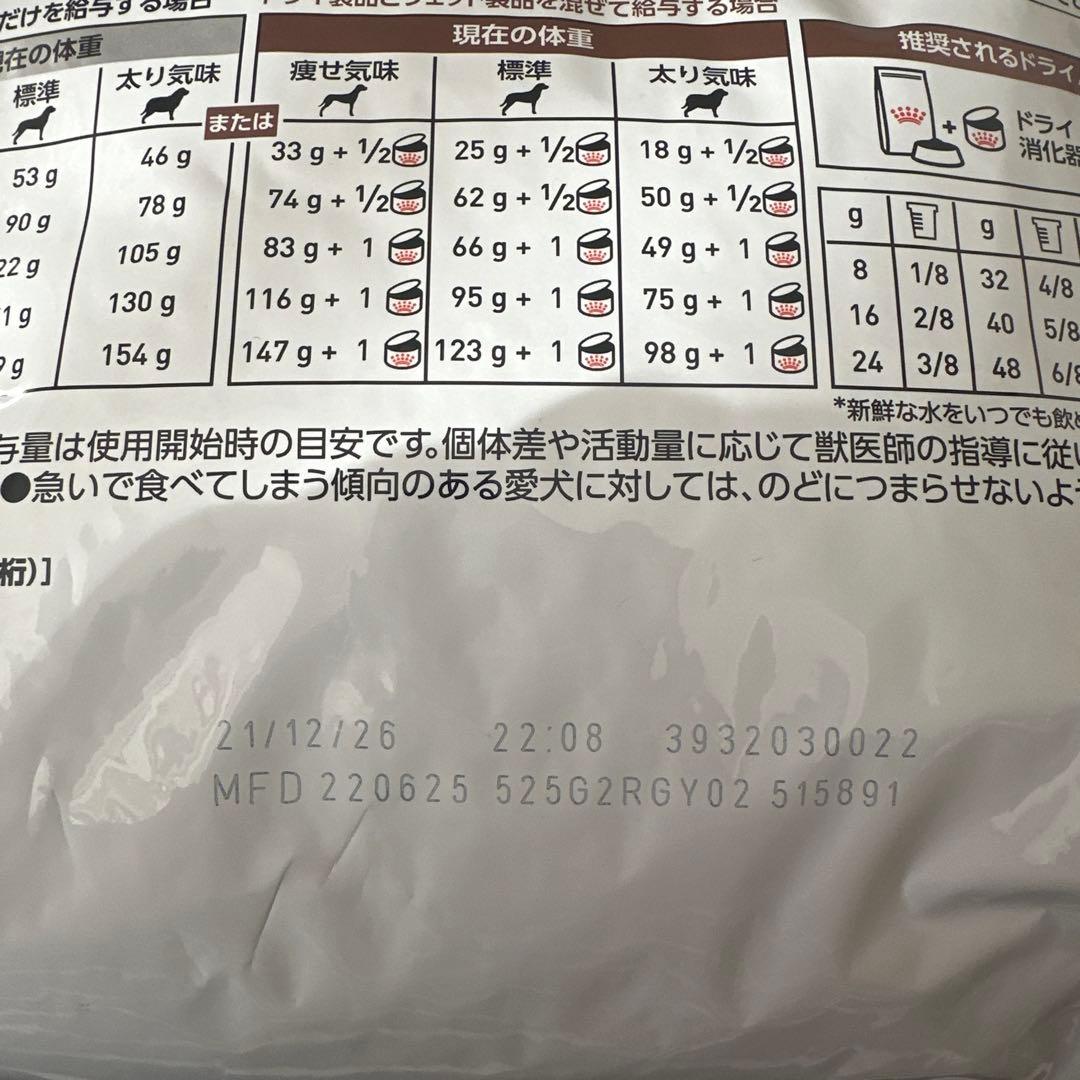 だけを給与する場合
ドライ製品とウェット製品を混ぜて給与する場合
現在の体重
現在の体重
推奨されるドライ
標準 太り気味
または
痩せ気味 標準 太り気味
ドライ
消化器
53 g 46 g 33 g + 1/2 25 g + 1/2 18 g + 1/2
90 g 78 g 74 g + 1/2 62 g + 1/2 50 g + 1/2
22 g 105 g 83 g + 1 66 g + 1 49 g + 1
1 g 130 g 116 g + 1 95 g + 1 75 g + 1
9 g 154 g 147 g + 1 123 g + 1 98 g + 1
+
g g
8 1/8 32 4/8
16 2/8 40 5/8
24 3/8 48 6/8
*新鮮な水をいつでも飲め
与量は使用開始時の目安です。個体差や活動量に応じて獣医師の指導に従い
●急いで食べてしまう傾向のある愛犬に対しては、のどにつまらせないよう
桁)]
21/12/26 22:08 3932030022
MFD 220625 525G2RGY02 515891